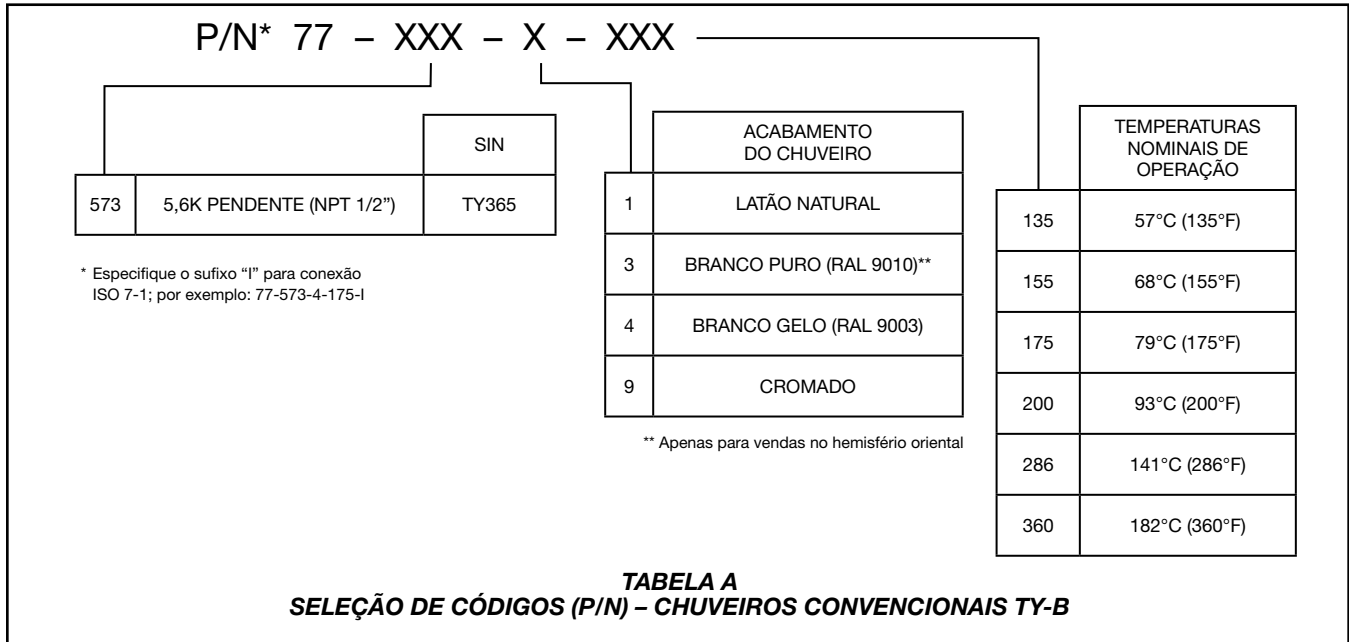 P/N* 77 – XXX – X – XXX
SIN
573 5,6K PENDENTE (NPT 1/2”) TY365
* Especifique o sufixo “I” para conexão
ISO 7-1; por exemplo: 77-573-4-175-I
ACABAMENTO
DO CHUVEIRO
1 LATÃO NATURAL
3 BRANCO PURO (RAL 9010)**
4 BRANCO GELO (RAL 9003)
9 CROMADO
** Apenas para vendas no hemisfério oriental
TEMPERATURAS
NOMINAIS DE
OPERAÇÃO
135 57°C (135°F)
155 68°C (155°F)
175 79°C (175°F)
200 93°C (200°F)
286 141°C (286°F)
360 182°C (360°F)
TABELA A
SELEÇÃO DE CÓDIGOS (P/N) – CHUVEIROS CONVENCIONAIS TY-B